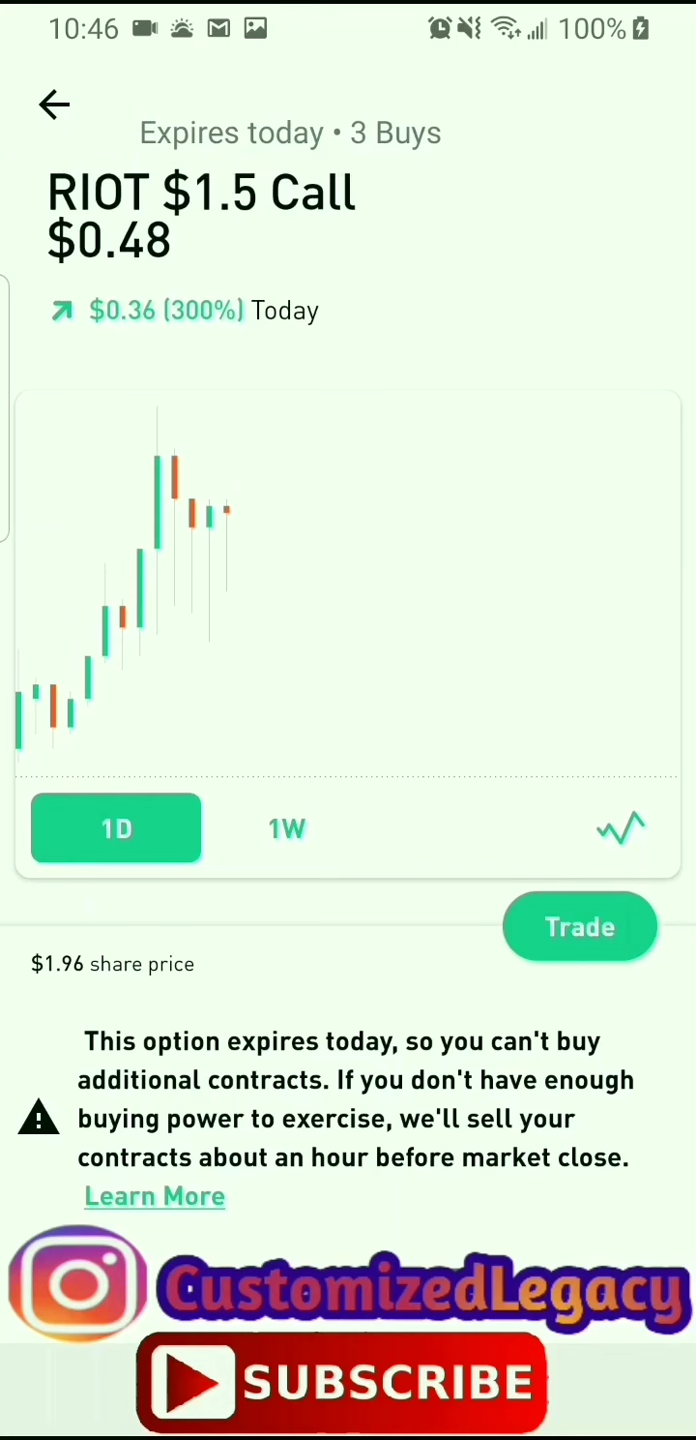 10:46 100%
Expires today • 3 Buys
RIOT $1.5 Call
$0.48
$0.36 (300%) Today
1D 1W
Trade
$1.96 share price
This option expires today, so you can't buy
additional contracts. If you don't have enough
buying power to exercise, we'll sell your
contracts about an hour before market close.
Learn More
CustomizedLegacy
SUBSCRIBE